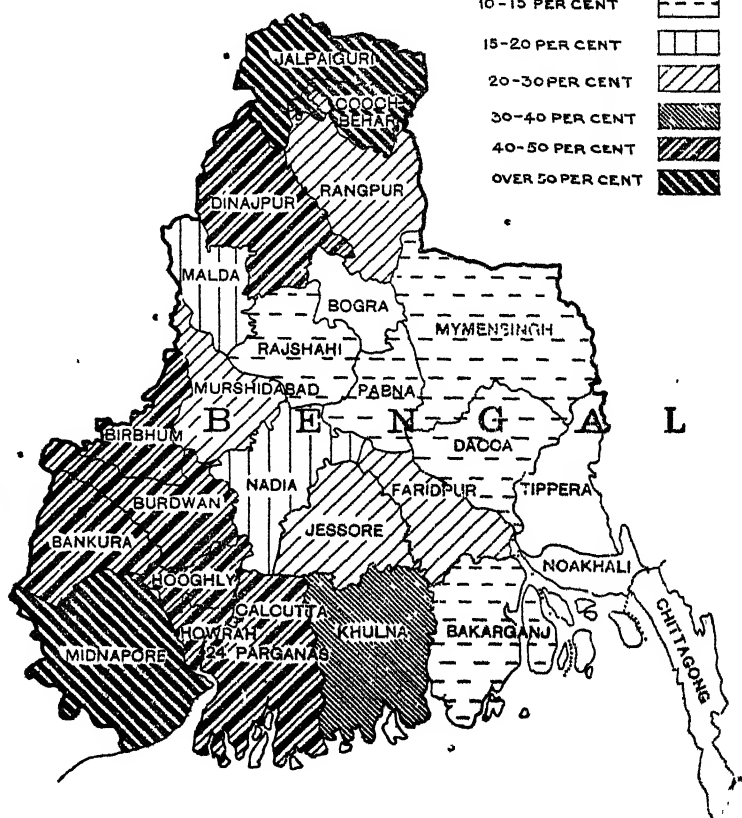 10-15 PER CENT
15-20 PER CENT
20-30 PER CENT
30-40 PER CENT
40-50 PER CENT
OVER 50 PER CENT
JALPAIGURI
COOCH
BEHAR
DINAJPUR
RANGPUR
MALDA
BOGRA
MYMENSINGH
RAJSHAHI
MURSHIDABAD
PABNA
BENGAL
BIRBHUM
DACCA
NADIA
FARIDPUR
TIPPERA
BURDWAN
JESSORE
BANKURA
NOAKHALI
HOOGHLY
CALCUTTA
HOWRAH
KHULNA
BAKARGANJ
24 PARGANAS
MIDNAPORE
CHITTAGONG